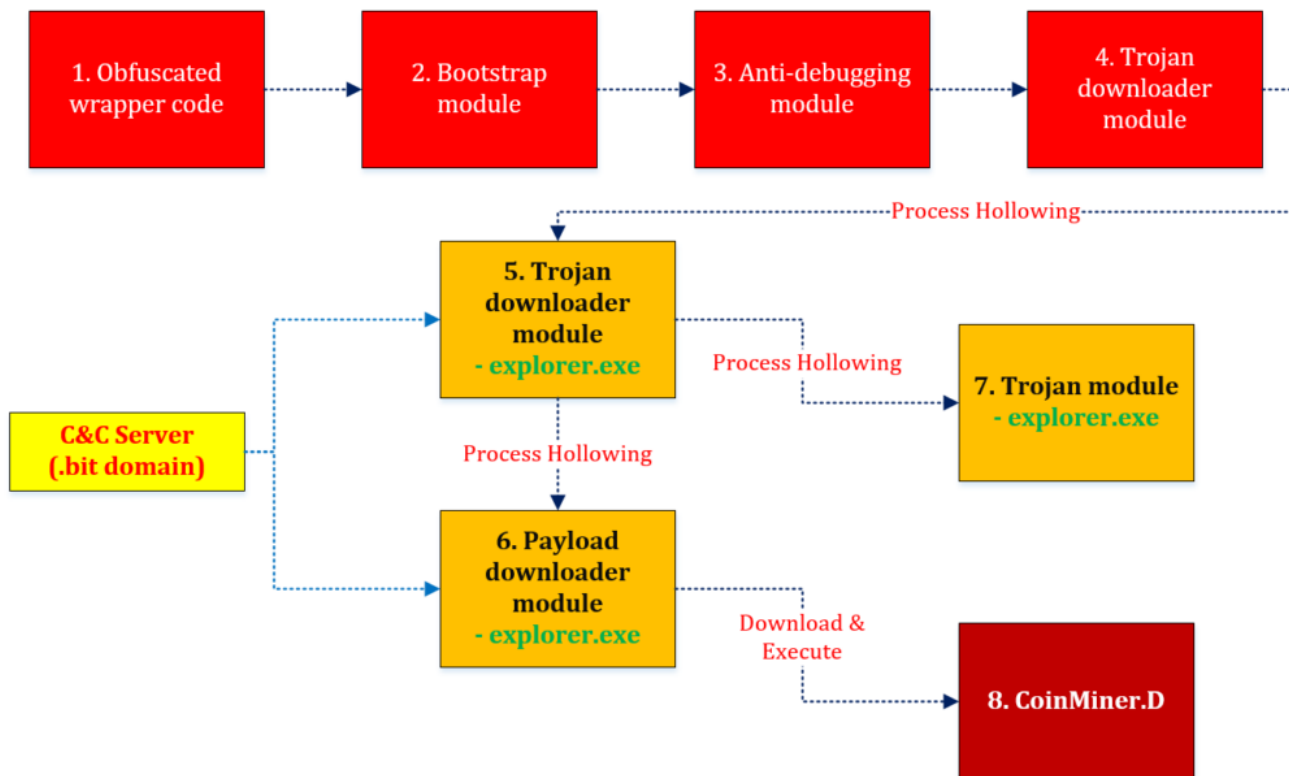 1. Obfuscated
wrapper code
2. Bootstrap
module
3. Anti-debugging
module
4. Trojan
downloader
module
Process Hollowing
5. Trojan
downloader
module
- explorer.exe
Process Hollowing
7. Trojan module
- explorer.exe
C&C Server
(.bit domain)
Process Hollowing
6. Payload
downloader
module
- explorer.exe
Download &
Execute
8. CoinMiner.D